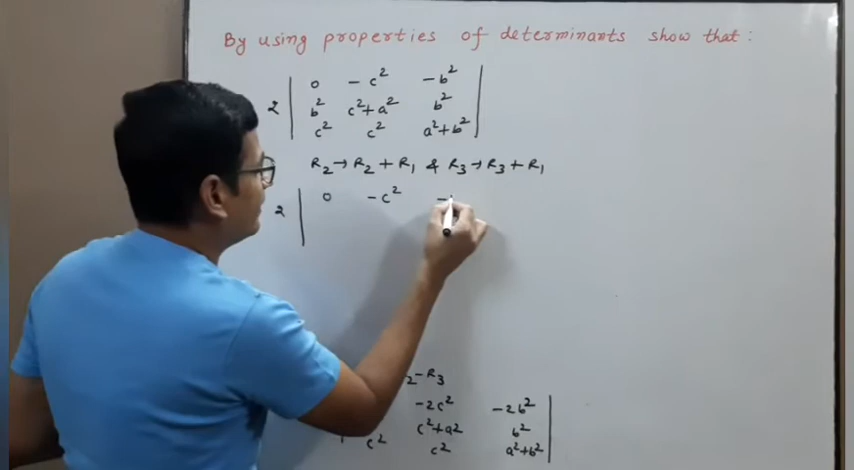 By using properties of determinants show that :
2 | 0 - c² - b² |
b² c²+a² b²
c² c² a²+b²
R₂ → R₂ + R₁ & R₃ → R₃ + R₁
2 | 0 - c² -
₂ - R₃
- 2c² - 2b²
c²+a² b²
c² c² a²+b²